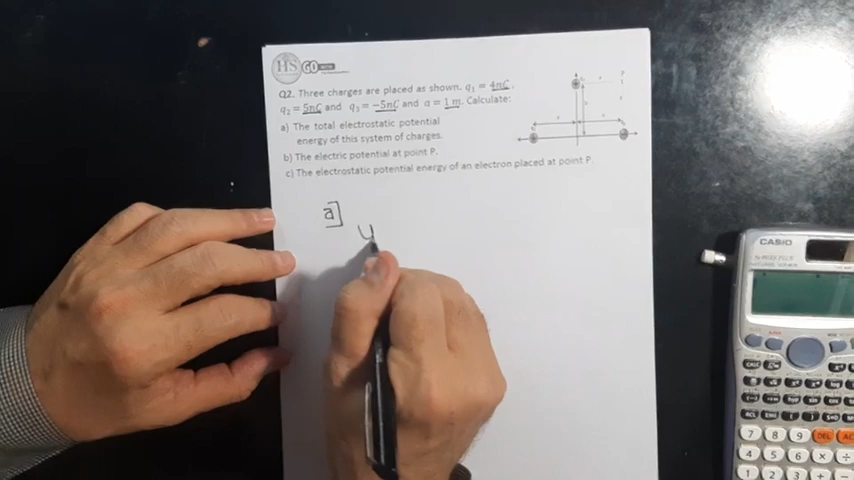 HS GO
Q2. Three charges are placed as shown. q₁ = 4nC,
q₂ = 5nC and q₃ = −5nC and a = 1 m. Calculate:
a) The total electrostatic potential
energy of this system of charges.
b) The electric potential at point P.
c) The electrostatic potential energy of an electron placed at point P.
a]
U
CASIO